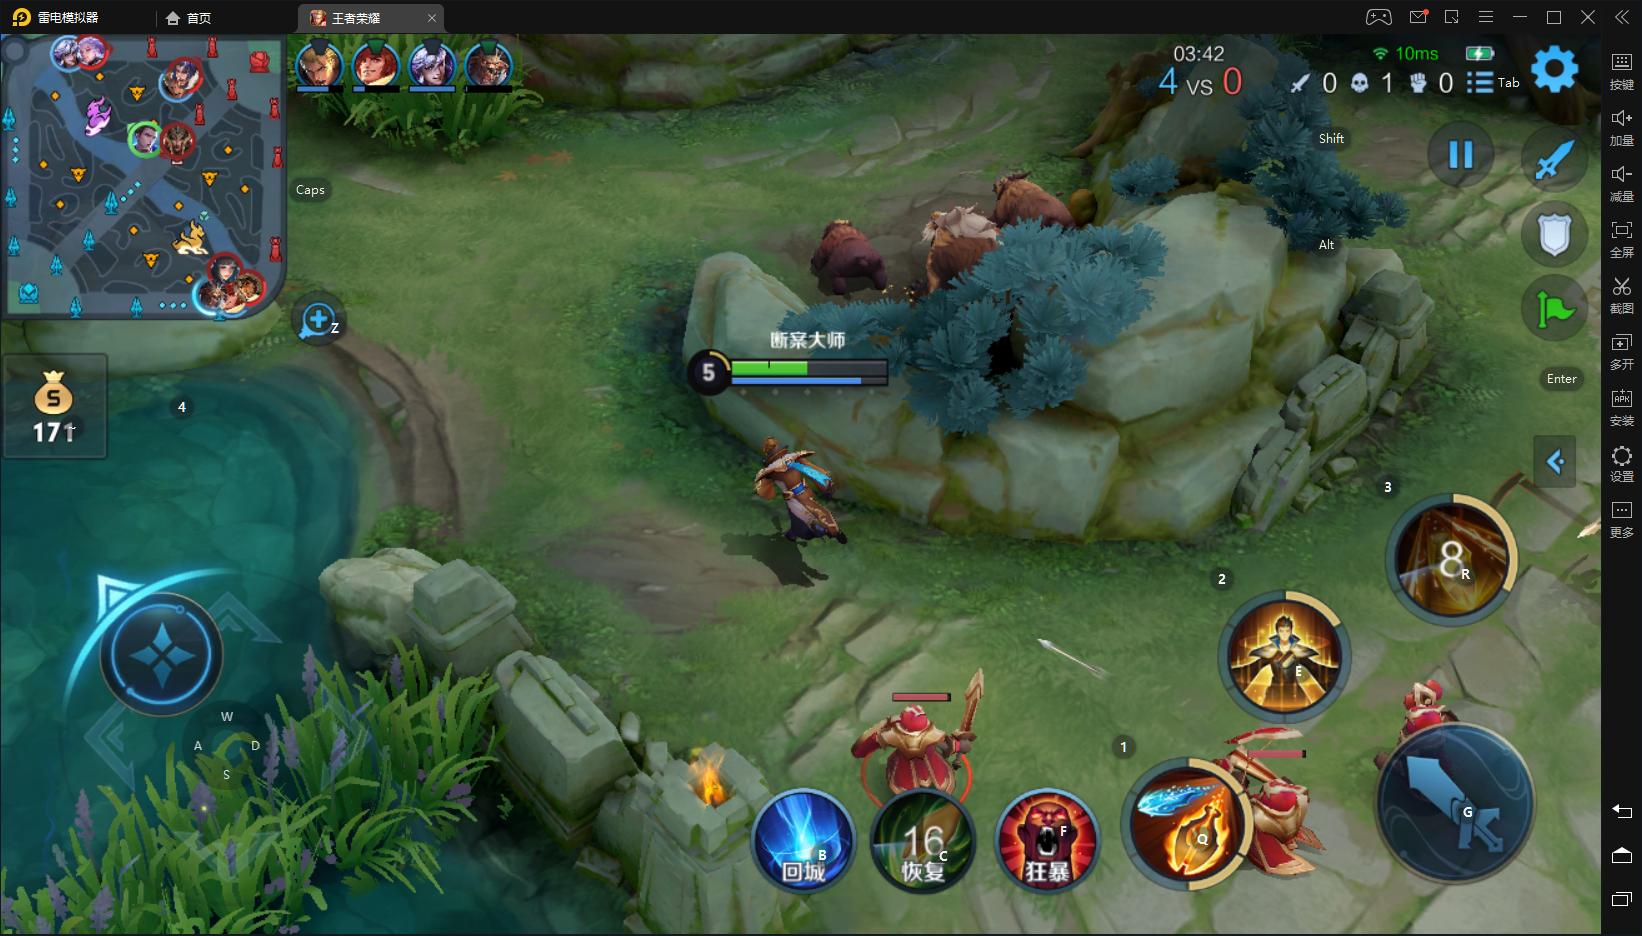 雷电模拟器
首页
王者荣耀
03:42
4 VS 0
10ms
0 1 0
Tab
按键
加量
减量
全屏
截图
多开
安装
设置
更多
Shift
Caps
Alt
Z
断案大师
5
Enter
171
4
3
8
R
2
E
W
A
D
S
1
B
回城
16
C
恢复
F
狂暴
Q
G